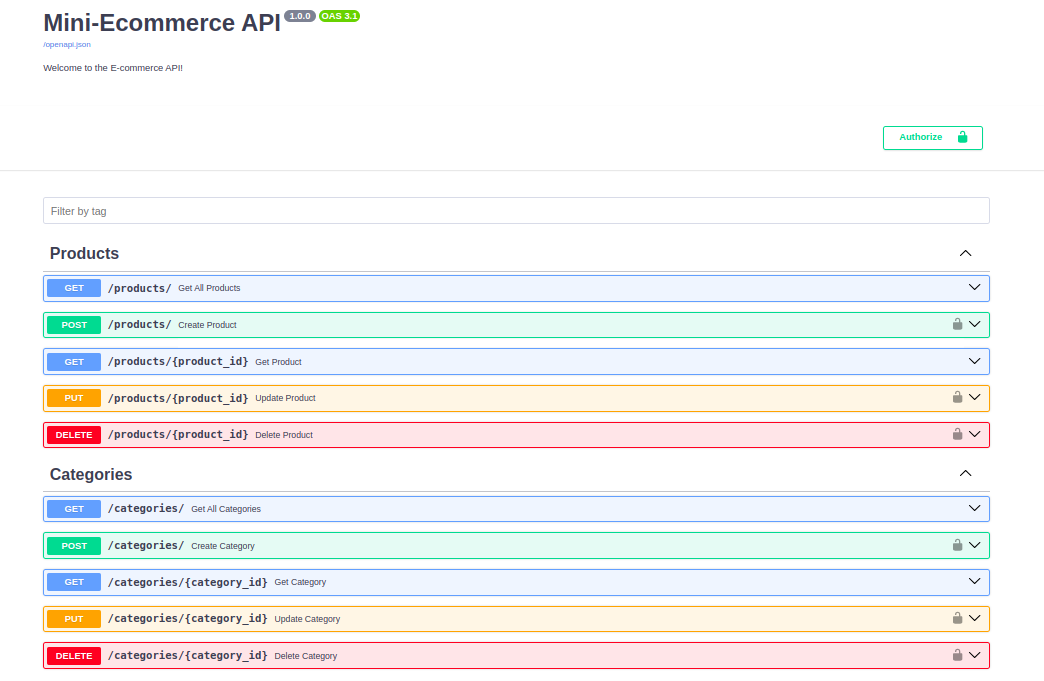 Mini-Ecommerce API 1.0.0 OAS 3.1
/openapi.json
Welcome to the E-commerce API!
Authorize
Filter by tag
Products
GET /products/ Get All Products
POST /products/ Create Product
GET /products/{product_id} Get Product
PUT /products/{product_id} Update Product
DELETE /products/{product_id} Delete Product
Categories
GET /categories/ Get All Categories
POST /categories/ Create Category
GET /categories/{category_id} Get Category
PUT /categories/{category_id} Update Category
DELETE /categories/{category_id} Delete Category